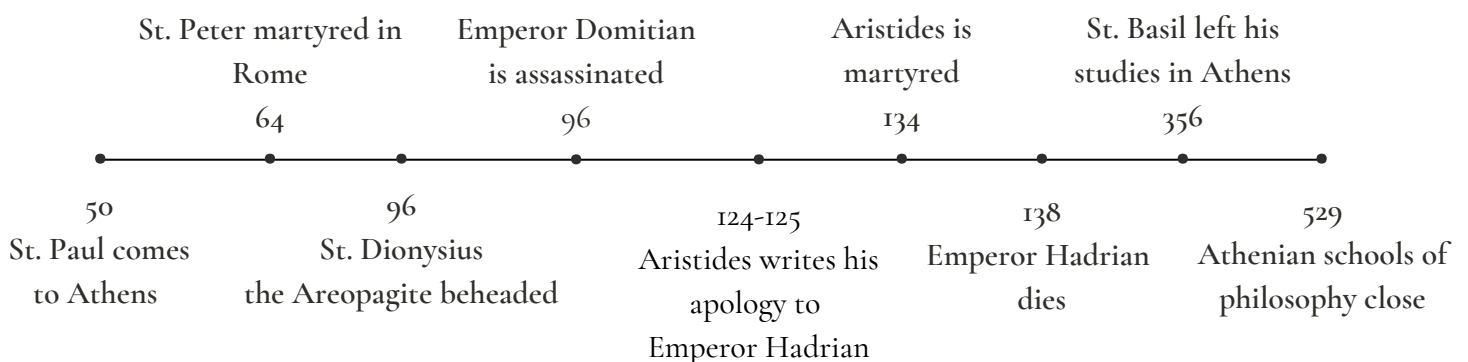 St. Peter martyred in
Rome
64
Emperor Domitian
is assassinated
96
Aristides is
martyred
134
St. Basil left his
studies in Athens
356
50
St. Paul comes
to Athens
96
St. Dionysius
the Areopagite beheaded
124-125
Aristides writes his
apology to
Emperor Hadrian
138
Emperor Hadrian
dies
529
Athenian schools of
philosophy close